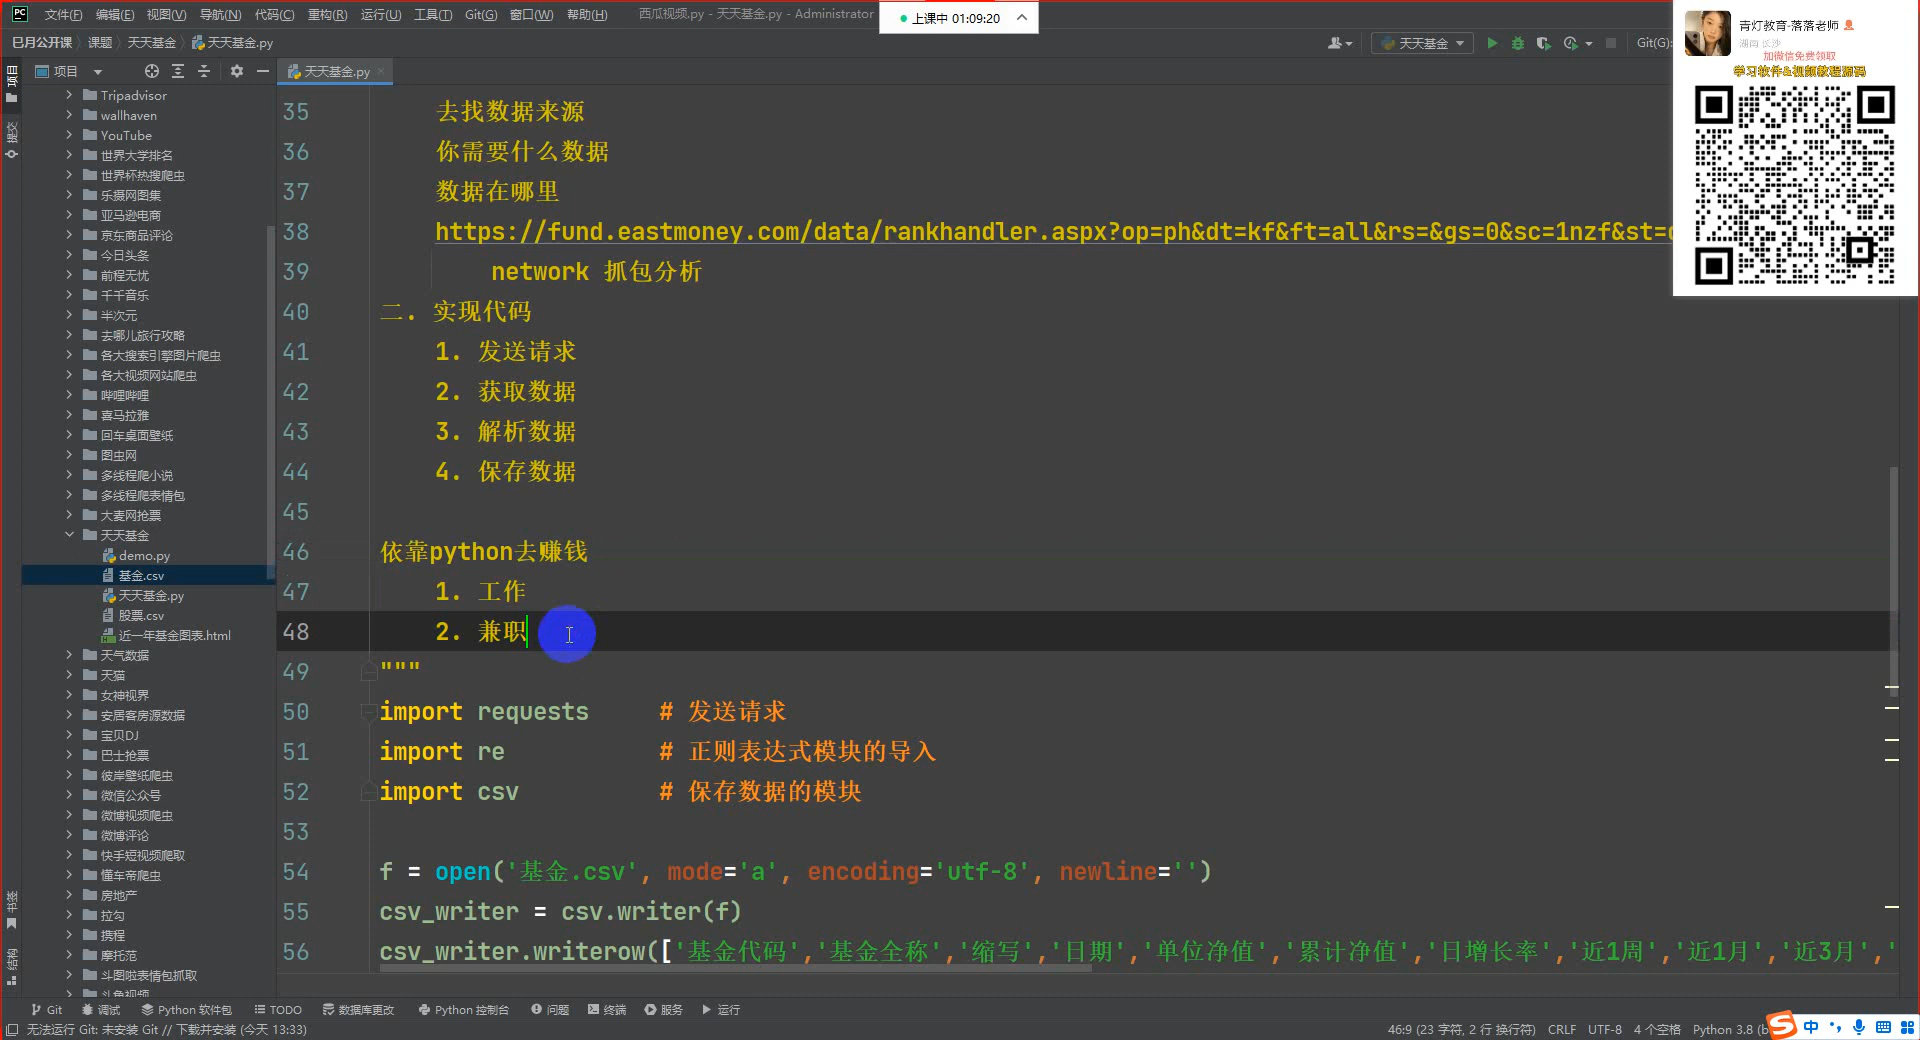 文件(F) 编辑(E) 视图(V) 导航(N) 代码(C) 重构(R) 运行(U) 工具(T) Git(G) 窗口(W) 帮助(H) 西瓜视频.py - 天天基金.py - Administrator
上课中 01:09:20
巳月公开课 课题 天天基金 天天基金.py
天天基金
Git(G):
青灯教育-落落老师
湖南 长沙
加微信免费领取
学习软件&视频教程源码
项目
天天基金.py
项目
提交
书签
结构
Tripadvisor
wallhaven
YouTube
世界大学排名
世界杯热搜爬虫
乐摄网图集
亚马逊电商
京东商品评论
今日头条
前程无忧
千千音乐
半次元
去哪儿旅行攻略
各大搜索引擎图片爬虫
各大视频网站爬虫
哔哩哔哩
喜马拉雅
回车桌面壁纸
图虫网
多线程爬小说
多线程爬表情包
大麦网抢票
天天基金
demo.py
基金.csv
天天基金.py
股票.csv
近一年基金图表.html
天气数据
天猫
女神视界
安居客房源数据
宝贝DJ
巴士抢票
彼岸壁纸爬虫
微信公众号
微博视频爬虫
微博评论
快手短视频爬取
懂车帝爬虫
房地产
拉勾
携程
摩托范
斗图啦表情包抓取
斗鱼视频
35 去找数据来源
36 你需要什么数据
37 数据在哪里
38 https://fund.eastmoney.com/data/rankhandler.aspx?op=ph&dt=kf&ft=all&rs=&gs=0&sc=1nzf&st=
39 network 抓包分析
40 二. 实现代码
41 1. 发送请求
42 2. 获取数据
43 3. 解析数据
44 4. 保存数据
45
46 依靠python去赚钱
47 1. 工作
48 2. 兼职
49 """
50 import requests # 发送请求
51 import re # 正则表达式模块的导入
52 import csv # 保存数据的模块
53
54 f = open('基金.csv', mode='a', encoding='utf-8', newline='')
55 csv_writer = csv.writer(f)
56 csv_writer.writerow(['基金代码','基金全称','缩写','日期','单位净值','累计净值','日增长率','近1周','近1月','近3月','
Git 调试 Python 软件包 TODO 数据库更改 Python 控制台 问题 终端 服务 运行
无法运行 Git: 未安装 Git // 下载并安装 (今天 13:33)
46:9 (23 字符, 2 行 换行符) CRLF UTF-8 4 个空格 Python 3.8 (b
中